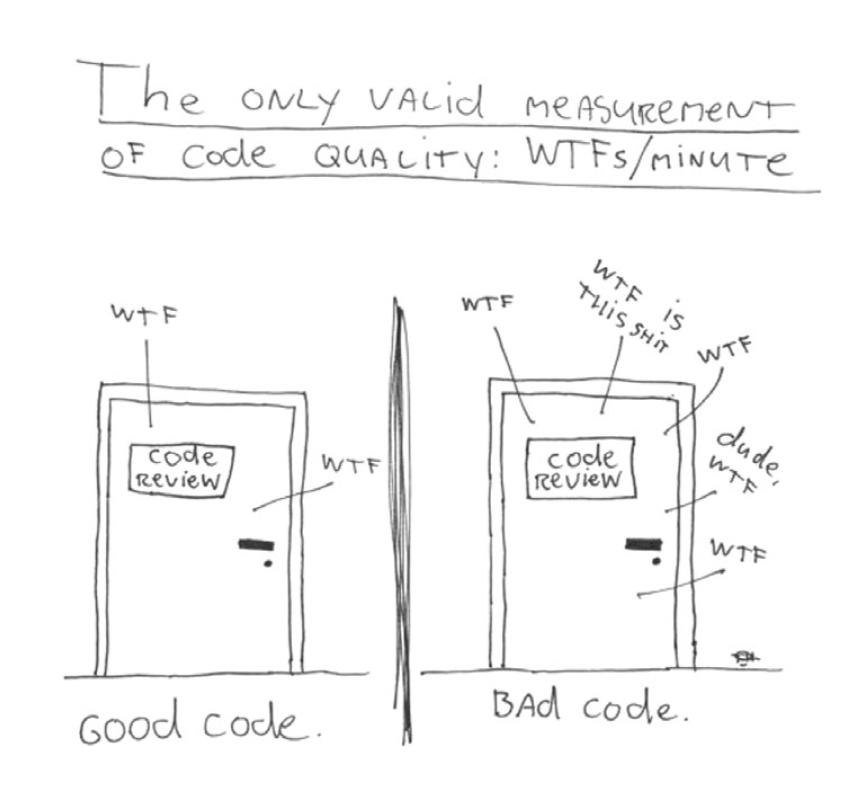 The ONLY VALid MEASUREMENT
OF Code QUALITY: WTFs/MINUTE
WTF
Code
REVIEW
WTF
Good Code.
WTF
WTF is
THiS SHiT
WTF
Code
REVIEW
dude,
WTF
WTF
BAd Code.